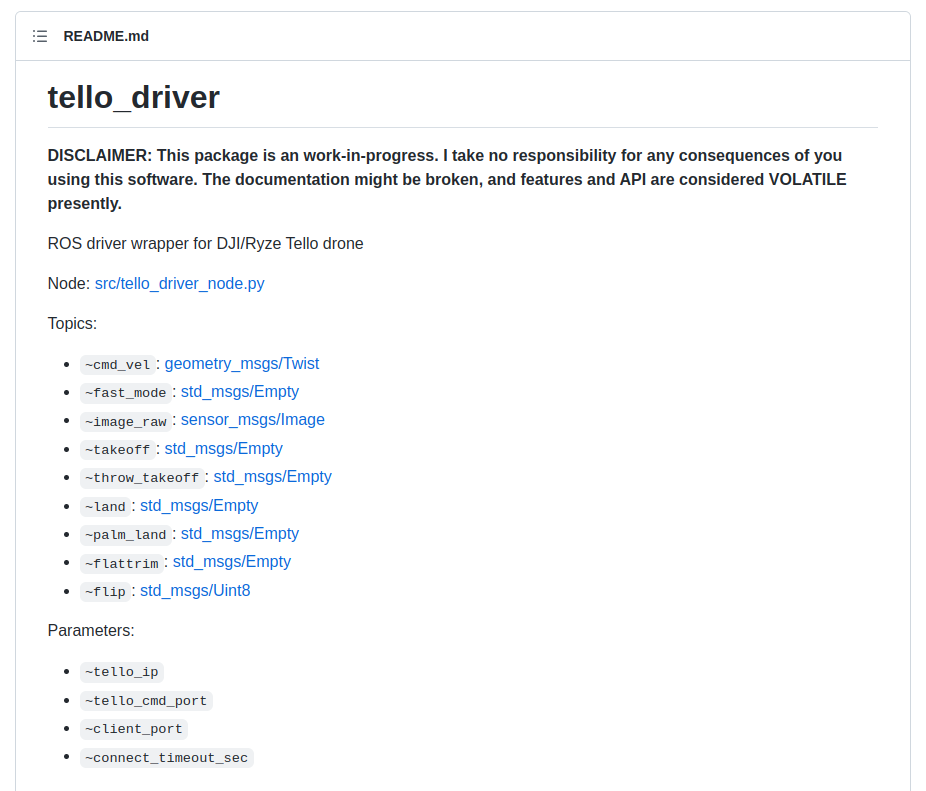 README.md
tello_driver
DISCLAIMER: This package is an work-in-progress. I take no responsibility for any consequences of you
using this software. The documentation might be broken, and features and API are considered VOLATILE
presently.
ROS driver wrapper for DJI/Ryze Tello drone
Node: src/tello_driver_node.py
Topics:
• ~cmd_vel: geometry_msgs/Twist
• ~fast_mode: std_msgs/Empty
• ~image_raw: sensor_msgs/Image
• ~takeoff: std_msgs/Empty
• ~throw_takeoff: std_msgs/Empty
• ~land: std_msgs/Empty
• ~palm_land: std_msgs/Empty
• ~flattrim: std_msgs/Empty
• ~flip: std_msgs/Uint8
Parameters:
• ~tello_ip
• ~tello_cmd_port
• ~client_port
• ~connect_timeout_sec